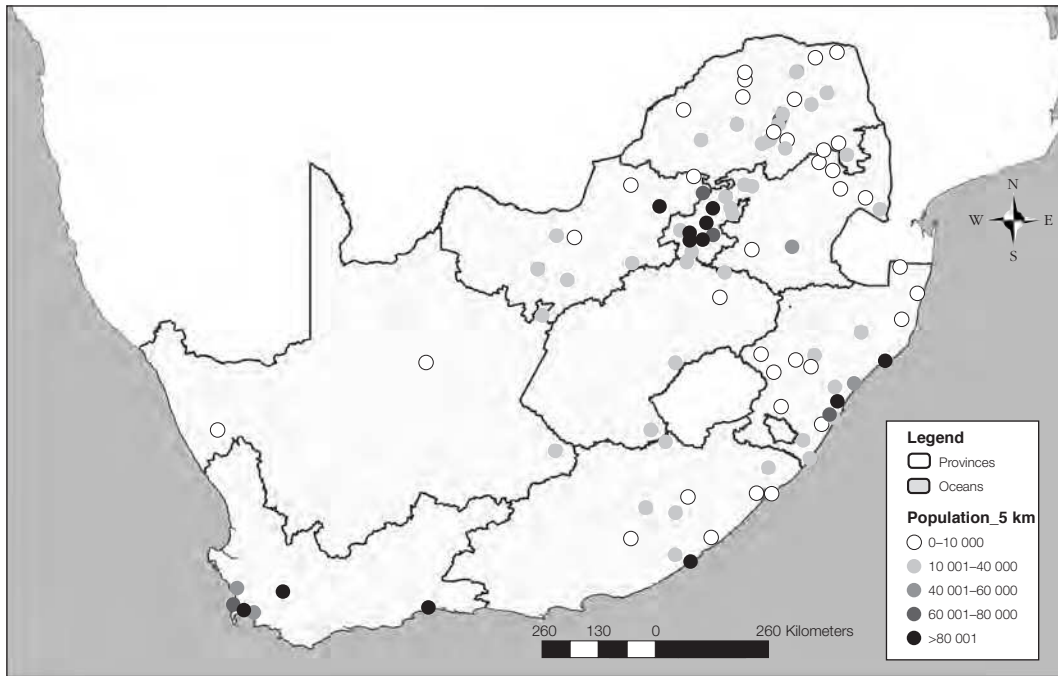 N
W E
S
Legend
Provinces
Oceans
Population_5 km
0–10 000
10 001–40 000
40 001–60 000
60 001–80 000
>80 001
260 130 0 260 Kilometers